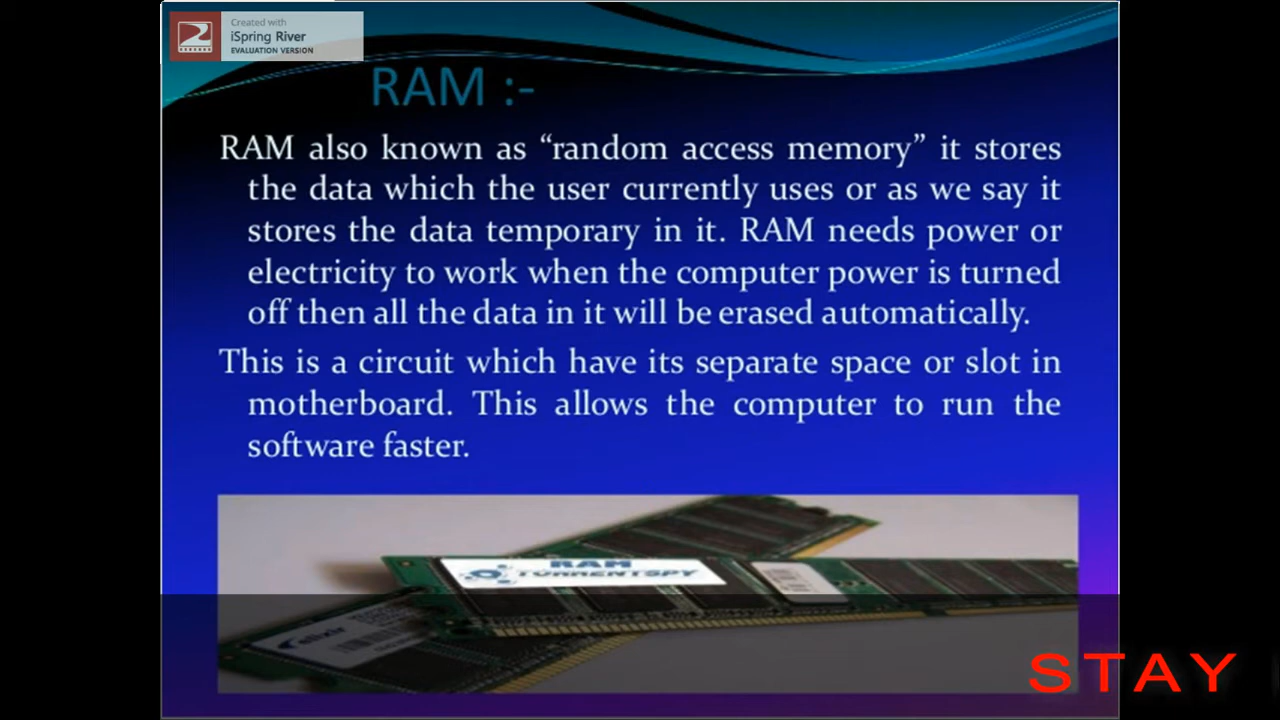 Created with
iSpring River
EVALUATION VERSION
RAM :-
RAM also known as “random access memory” it stores
the data which the user currently uses or as we say it
stores the data temporary in it. RAM needs power or
electricity to work when the computer power is turned
off then all the data in it will be erased automatically.
This is a circuit which have its separate space or slot in
motherboard. This allows the computer to run the
software faster.
RAM
TORRENTSPY
elixir
STAY